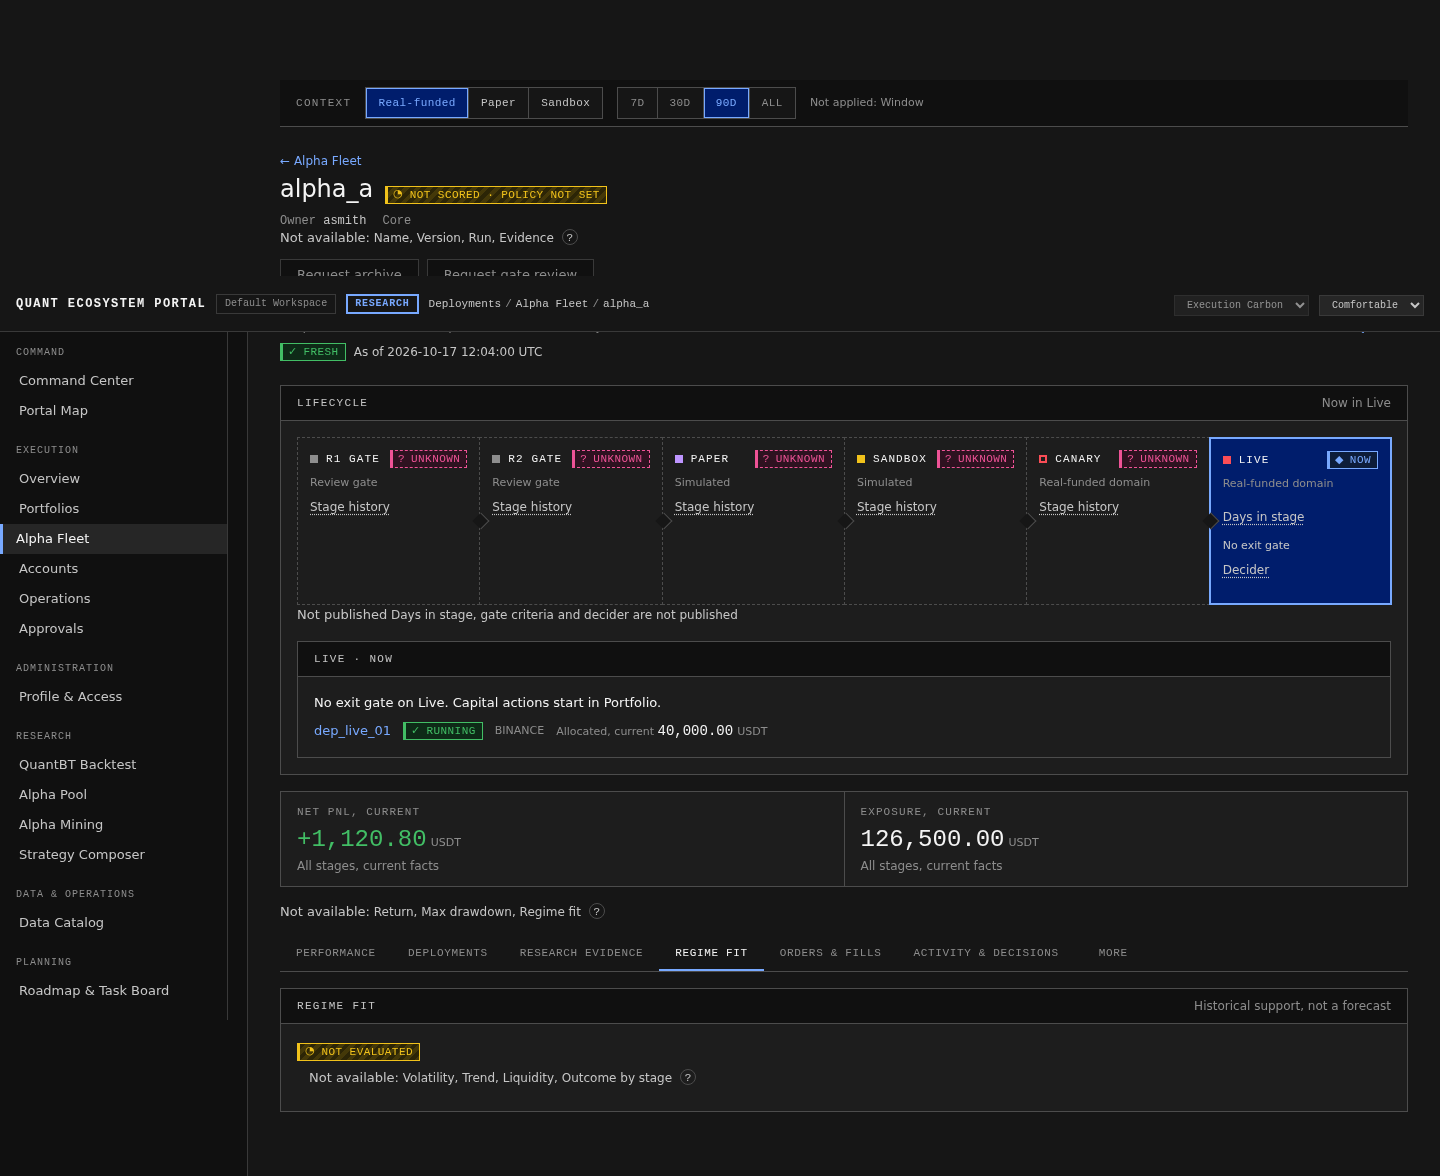 CONTEXT Real-funded Paper Sandbox 7D 30D 90D ALL Not applied: Window
← Alpha Fleet
alpha_a NOT SCORED · POLICY NOT SET
Owner asmith Core
Not available: Name, Version, Run, Evidence ?
Request archive Request gate review
QUANT ECOSYSTEM PORTAL Default Workspace RESEARCH Deployments / Alpha Fleet / alpha_a Execution Carbon Comfortable
✓ FRESH As of 2026-10-17 12:04:00 UTC
COMMAND
Command Center
Portal Map
EXECUTION
Overview
Portfolios
Alpha Fleet
Accounts
Operations
Approvals
ADMINISTRATION
Profile & Access
RESEARCH
QuantBT Backtest
Alpha Pool
Alpha Mining
Strategy Composer
DATA & OPERATIONS
Data Catalog
PLANNING
Roadmap & Task Board
LIFECYCLE Now in Live
R1 GATE ? UNKNOWN
Review gate
Stage history
R2 GATE ? UNKNOWN
Review gate
Stage history
PAPER ? UNKNOWN
Simulated
Stage history
SANDBOX ? UNKNOWN
Simulated
Stage history
CANARY ? UNKNOWN
Real-funded domain
Stage history
LIVE ◆ NOW
Real-funded domain
Days in stage
No exit gate
Decider
Not published Days in stage, gate criteria and decider are not published
LIVE · NOW
No exit gate on Live. Capital actions start in Portfolio.
dep_live_01 ✓ RUNNING BINANCE Allocated, current 40,000.00 USDT
NET PNL, CURRENT
+1,120.80 USDT
All stages, current facts
EXPOSURE, CURRENT
126,500.00 USDT
All stages, current facts
Not available: Return, Max drawdown, Regime fit ?
PERFORMANCE DEPLOYMENTS RESEARCH EVIDENCE REGIME FIT ORDERS & FILLS ACTIVITY & DECISIONS MORE
REGIME FIT Historical support, not a forecast
NOT EVALUATED
Not available: Volatility, Trend, Liquidity, Outcome by stage ?